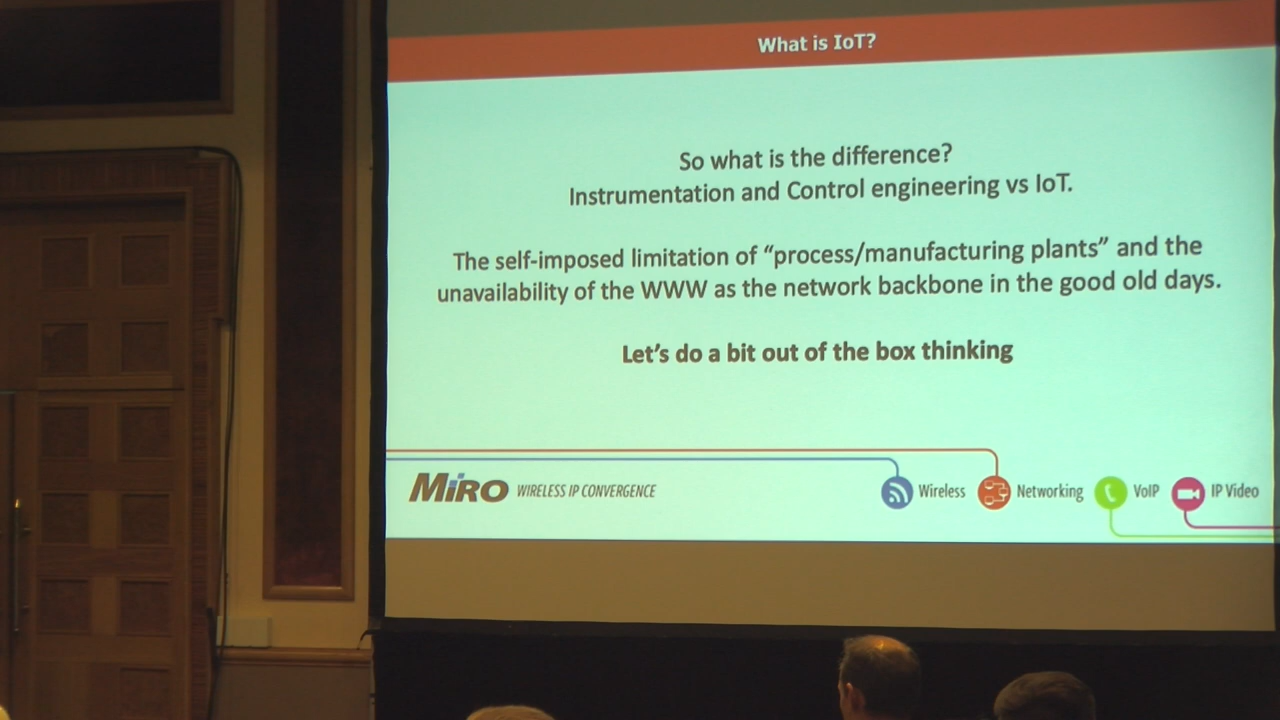 What is IoT?
So what is the difference?
Instrumentation and Control engineering vs IoT.
The self-imposed limitation of “process/manufacturing plants” and the
unavailability of the WWW as the network backbone in the good old days.
Let’s do a bit out of the box thinking
MiRO WIRELESS IP CONVERGENCE
Wireless Networking VoIP IP Video